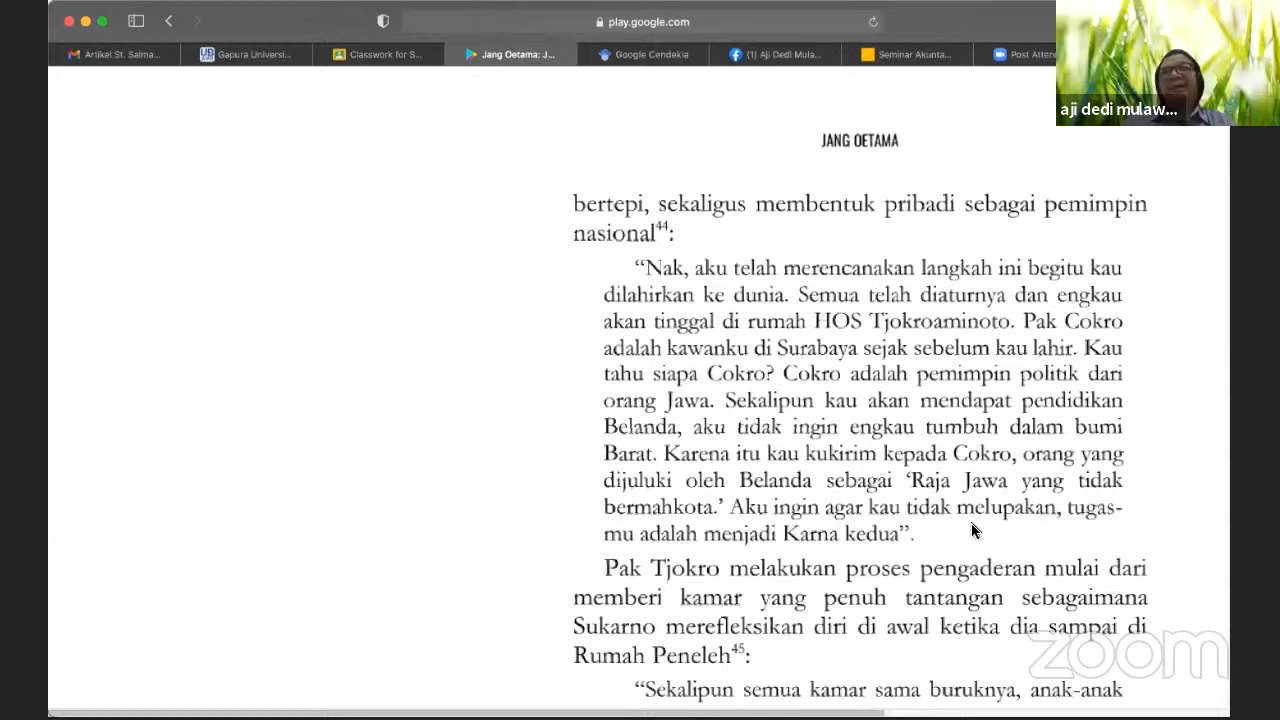 play.google.com
Artikel St. Salma...
Gapura Universi...
Classwork for S...
Jang Oetama: J...
Google Cendekia
(1) Aji Dedi Mula...
Seminar Akunta...
Post Atten
aji dedi mulaw...
JANG OETAMA
bertepi, sekaligus membentuk pribadi sebagai pemimpin
nasional44:
“Nak, aku telah merencanakan langkah ini begitu kau
dilahirkan ke dunia. Semua telah diaturnya dan engkau
akan tinggal di rumah HOS Tjokroaminoto. Pak Cokro
adalah kawanku di Surabaya sejak sebelum kau lahir. Kau
tahu siapa Cokro? Cokro adalah pemimpin politik dari
orang Jawa. Sekalipun kau akan mendapat pendidikan
Belanda, aku tidak ingin engkau tumbuh dalam bumi
Barat. Karena itu kau kukirim kepada Cokro, orang yang
dijuluki oleh Belanda sebagai ‘Raja Jawa yang tidak
bermahkota.’ Aku ingin agar kau tidak melupakan, tugas-
mu adalah menjadi Karna kedua”.
Pak Tjokro melakukan proses pengaderan mulai dari
memberi kamar yang penuh tantangan sebagaimana
Sukarno merefleksikan diri di awal ketika dia sampai di
Rumah Peneleh45:
“Sekalipun semua kamar sama buruknya, anak-anak
zoom